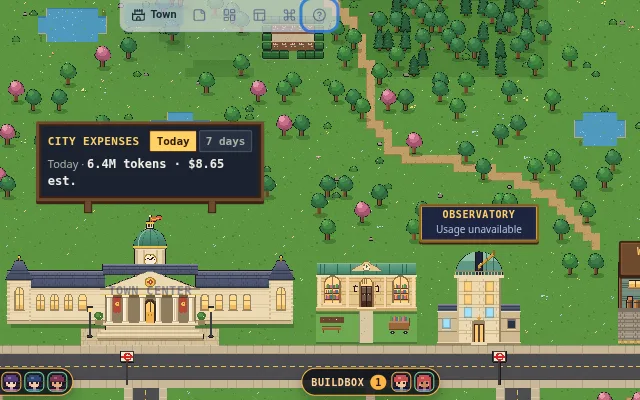 Town
CITY EXPENSES Today 7 days
Today · 6.4M tokens · $8.65
est.
OBSERVATORY
Usage unavailable
TOWN CENTER
BUILDBOX 1